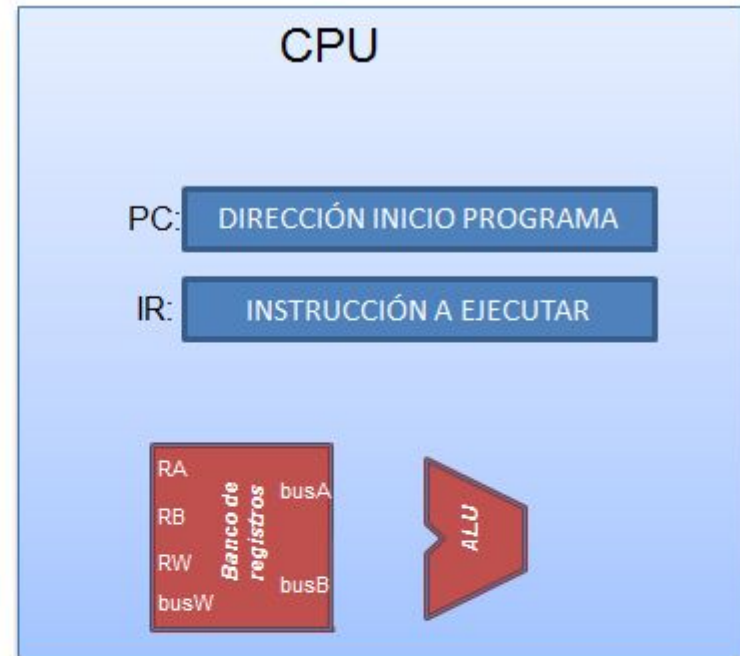 CPU
PC: DIRECCIÓN INICIO PROGRAMA
IR: INSTRUCCIÓN A EJECUTAR
RA
RB
RW
busW
Banco de
registros
busA
busB
ALU